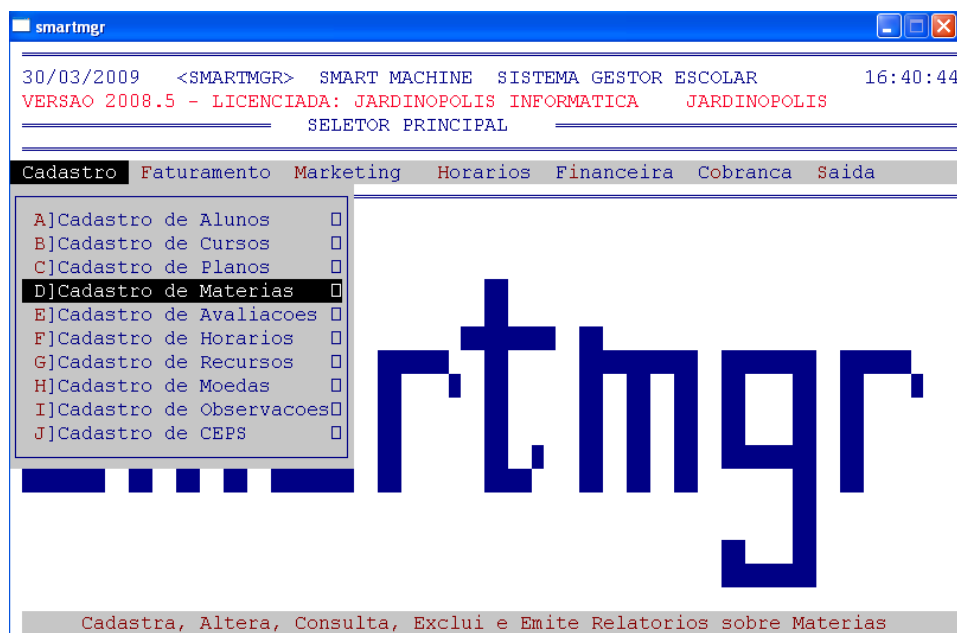 smartmgr
30/03/2009 <SMARTMGR> SMART MACHINE SISTEMA GESTOR ESCOLAR 16:40:44
VERSAO 2008.5 - LICENCIADA: JARDINOPOLIS INFORMATICA JARDINOPOLIS
SELETOR PRINCIPAL
Cadastro Faturamento Marketing Horarios Financeira Cobranca Saida
A]Cadastro de Alunos
B]Cadastro de Cursos
C]Cadastro de Planos
D]Cadastro de Materias
E]Cadastro de Avaliacoes
F]Cadastro de Horarios
G]Cadastro de Recursos
H]Cadastro de Moedas
I]Cadastro de Observacoes
J]Cadastro de CEPS
Cadastra, Altera, Consulta, Exclui e Emite Relatorios sobre Materias